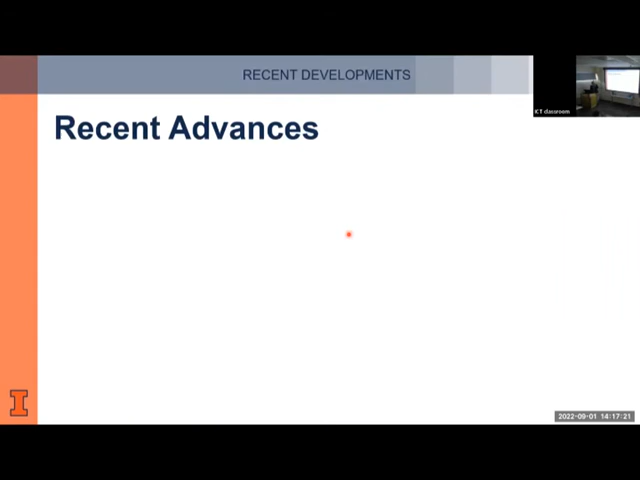 RECENT DEVELOPMENTS
ICT classroom
Recent Advances
I
2022-09-01 14:17:21